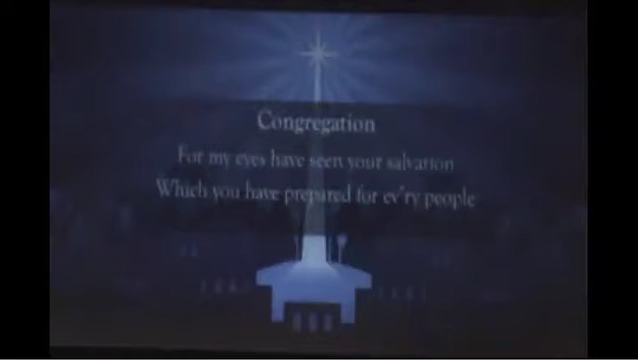 Congregation
For my eyes have seen your salvation
Which you have prepared for ev'ry people